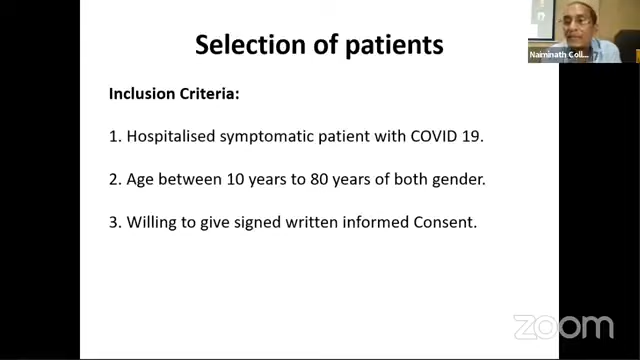 Selection of patients
Naiminath Coll...
Inclusion Criteria:
1. Hospitalised symptomatic patient with COVID 19.
2. Age between 10 years to 80 years of both gender.
3. Willing to give signed written informed Consent.
zoom